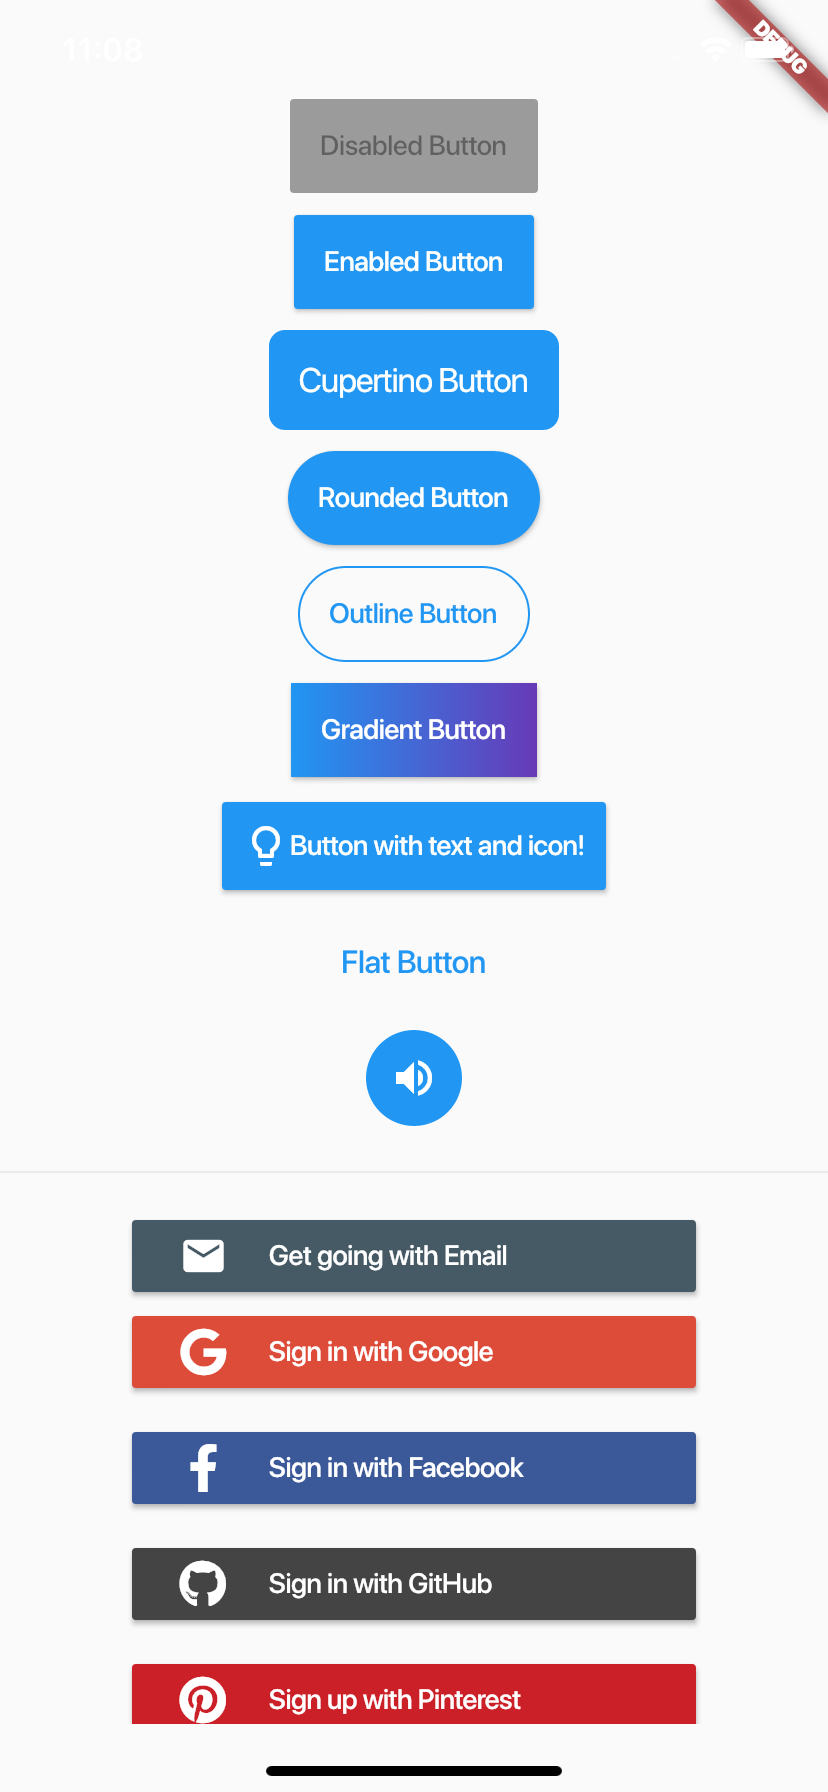 11:08
DEBUG
Disabled Button
Enabled Button
Cupertino Button
Rounded Button
Outline Button
Gradient Button
Button with text and icon!
Flat Button
Get going with Email
Sign in with Google
Sign in with Facebook
Sign in with GitHub
Sign up with Pinterest